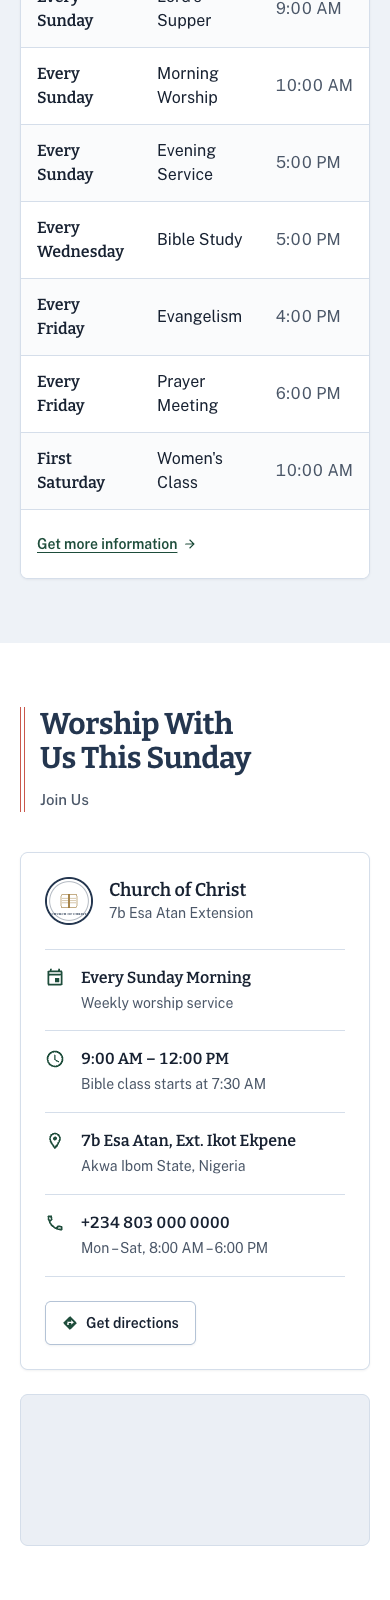 Sunday
Supper
9:00 AM
Every Sunday
Morning Worship
10:00 AM
Every Sunday
Evening Service
5:00 PM
Every Wednesday
Bible Study
5:00 PM
Every Friday
Evangelism
4:00 PM
Every Friday
Prayer Meeting
6:00 PM
First Saturday
Women's Class
10:00 AM
Get more information →
Worship With
Us This Sunday
Join Us
Church of Christ
7b Esa Atan Extension
Every Sunday Morning
Weekly worship service
9:00 AM – 12:00 PM
Bible class starts at 7:30 AM
7b Esa Atan, Ext. Ikot Ekpene
Akwa Ibom State, Nigeria
+234 803 000 0000
Mon – Sat, 8:00 AM – 6:00 PM
Get directions